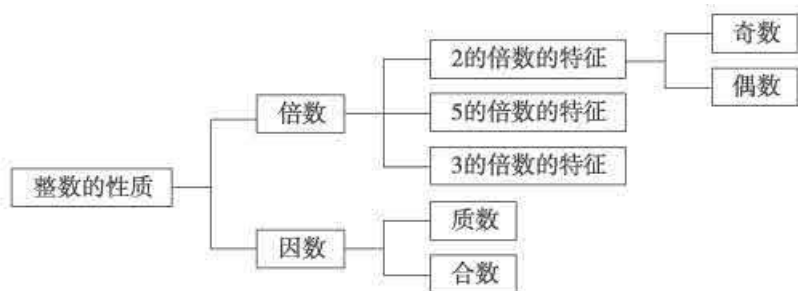 奇数
2的倍数的特征
偶数
倍数
5的倍数的特征
3的倍数的特征
整数的性质
质数
因数
合数